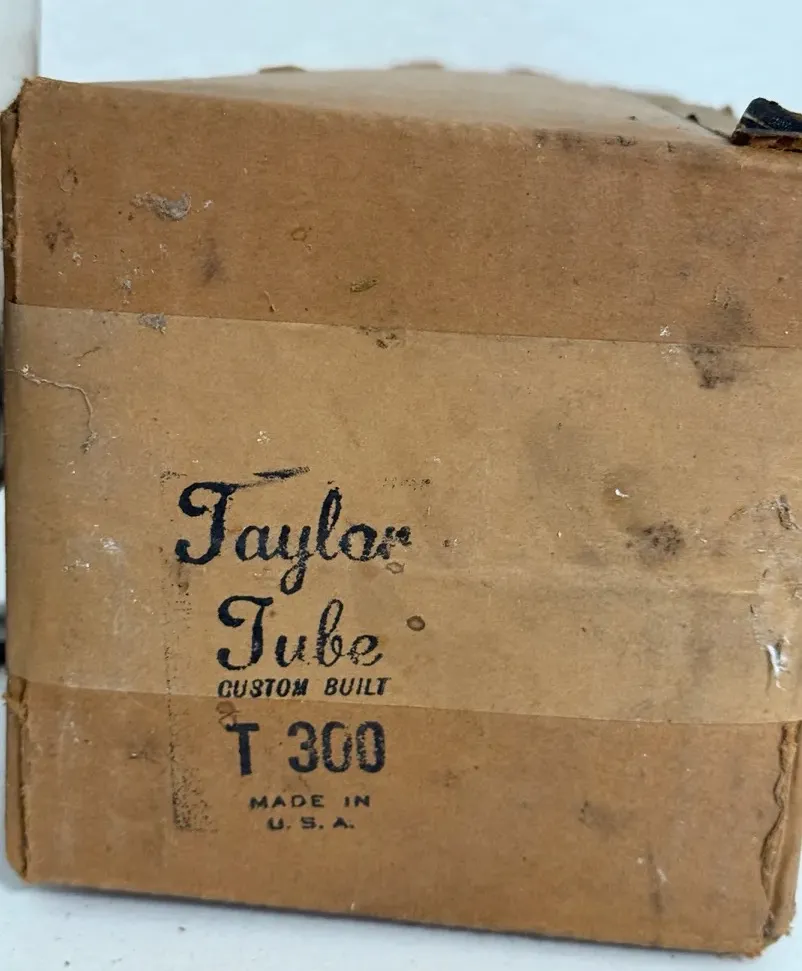 Taylor
Tube
CUSTOM BUILT
T 300
MADE IN
U. S. A.